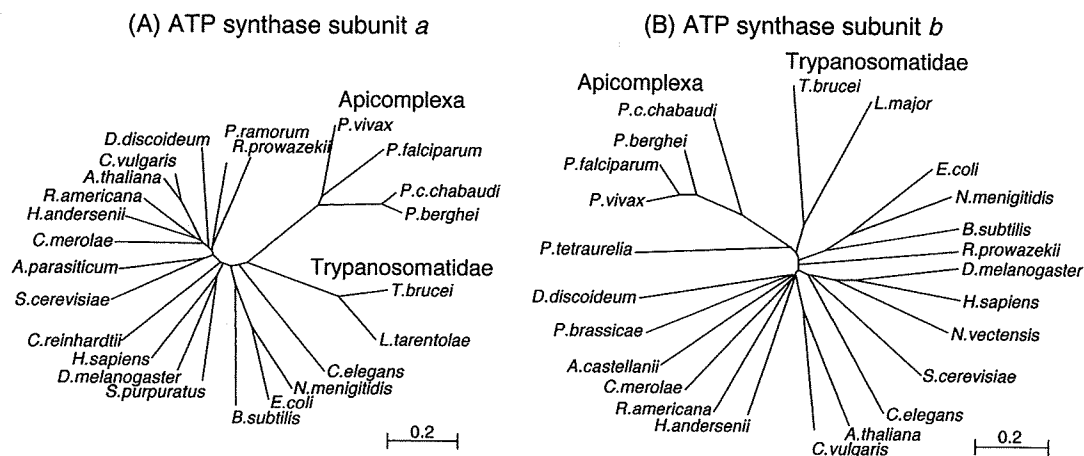 (A) ATP synthase subunit a
Apicomplexa
P.vivax
P.ramorum
D.discoideum
R.prowazekii
P.falciparum
C.vulgaris
A.thaliana
R.americana
P.c.chabaudi
H.andersenii
P.berghei
C.merolae
A.parasiticum
Trypanosomatidae
T.brucei
S.cerevisiae
C.reinhardtii
L.tarentolae
H.sapiens
C.elegans
D.melanogaster
N.menigitidis
S.purpuratus
E.coli
B.subtilis
0.2
(B) ATP synthase subunit b
Trypanosomatidae
T.brucei
Apicomplexa
L.major
P.c.chabaudi
P.berghei
P.falciparum
E.coli
P.vivax
N.menigitidis
B.subtilis
P.tetraurelia
R.prowazekii
D.melanogaster
D.discoideum
H.sapiens
P.brassicae
N.vectensis
A.castellanii
S.cerevisiae
C.merolae
R.americana
C.elegans
H.andersenii
A.thaliana
C.vulgaris
0.2